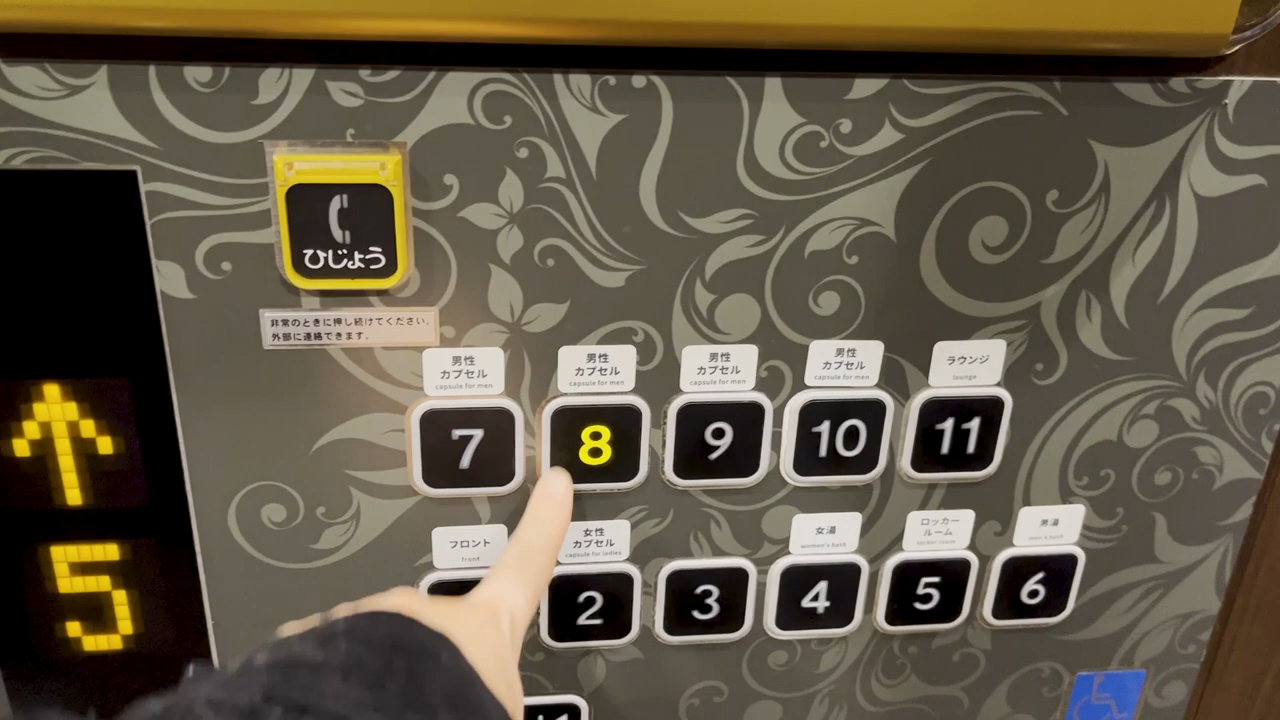 ひじょう
非常のときに押し続けてください。
外部に連絡できます。
男性
カプセル
capsule for men
男性
カプセル
capsule for men
男性
カプセル
capsule for men
男性
カプセル
capsule for men
ラウンジ
lounge
7
8
9
10
11
フロント
front
女性
カプセル
capsule for ladies
女湯
women's bath
ロッカー
ルーム
locker room
男湯
men's bath
2
3
4
5
6
5